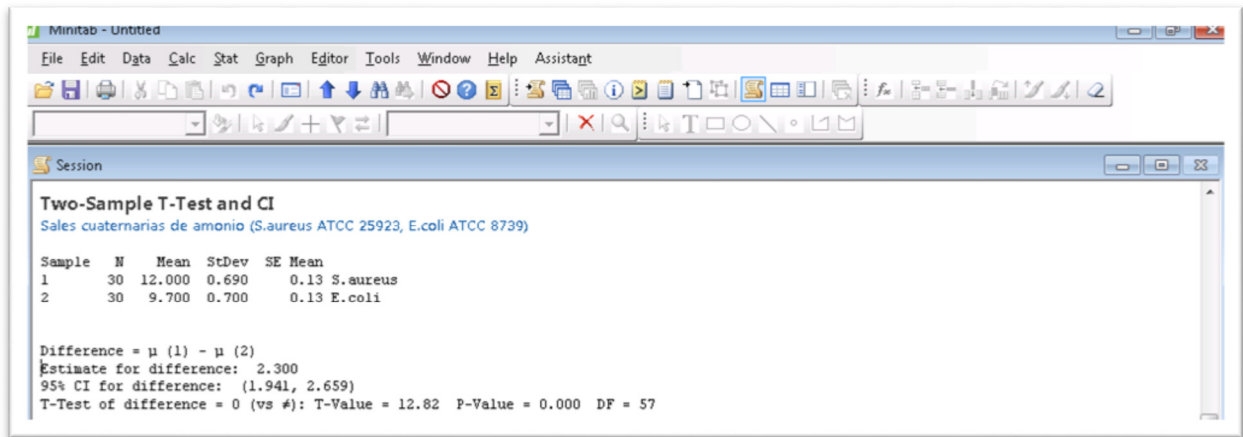 Minitab - Untitled
File Edit Data Calc Stat Graph Editor Tools Window Help Assistant
Session
Two-Sample T-Test and CI
Sales cuaternarias de amonio (S.aureus ATCC 25923, E.coli ATCC 8739)
Sample N Mean StDev SE Mean
1 30 12.000 0.690 0.13 S.aureus
2 30 9.700 0.700 0.13 E.coli
Difference = μ (1) - μ (2)
Estimate for difference: 2.300
95% CI for difference: (1.941, 2.659)
T-Test of difference = 0 (vs ≠): T-Value = 12.82 P-Value = 0.000 DF = 57